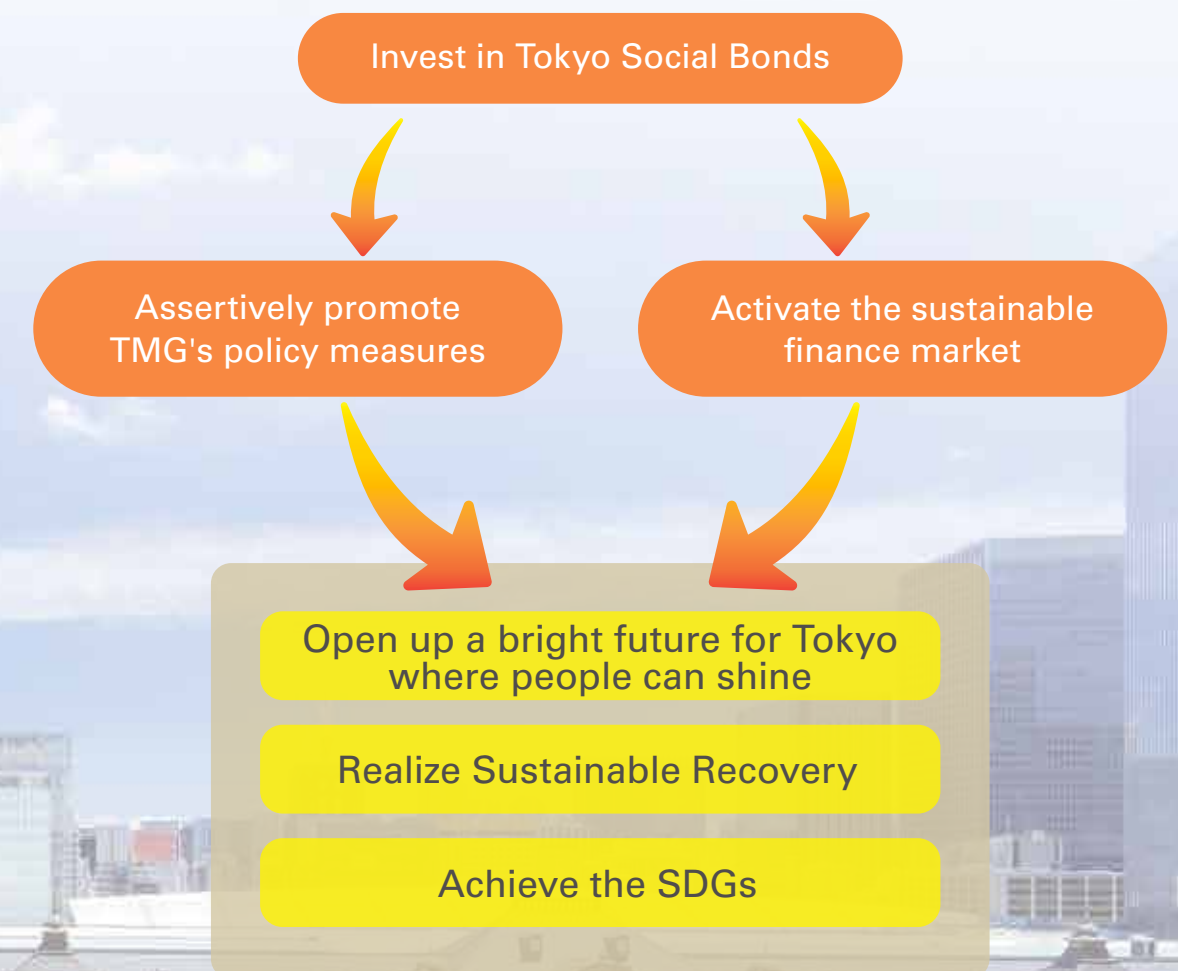 Invest in Tokyo Social Bonds
Assertively promote
TMG's policy measures
Activate the sustainable
finance market
Open up a bright future for Tokyo
where people can shine
Realize Sustainable Recovery
Achieve the SDGs